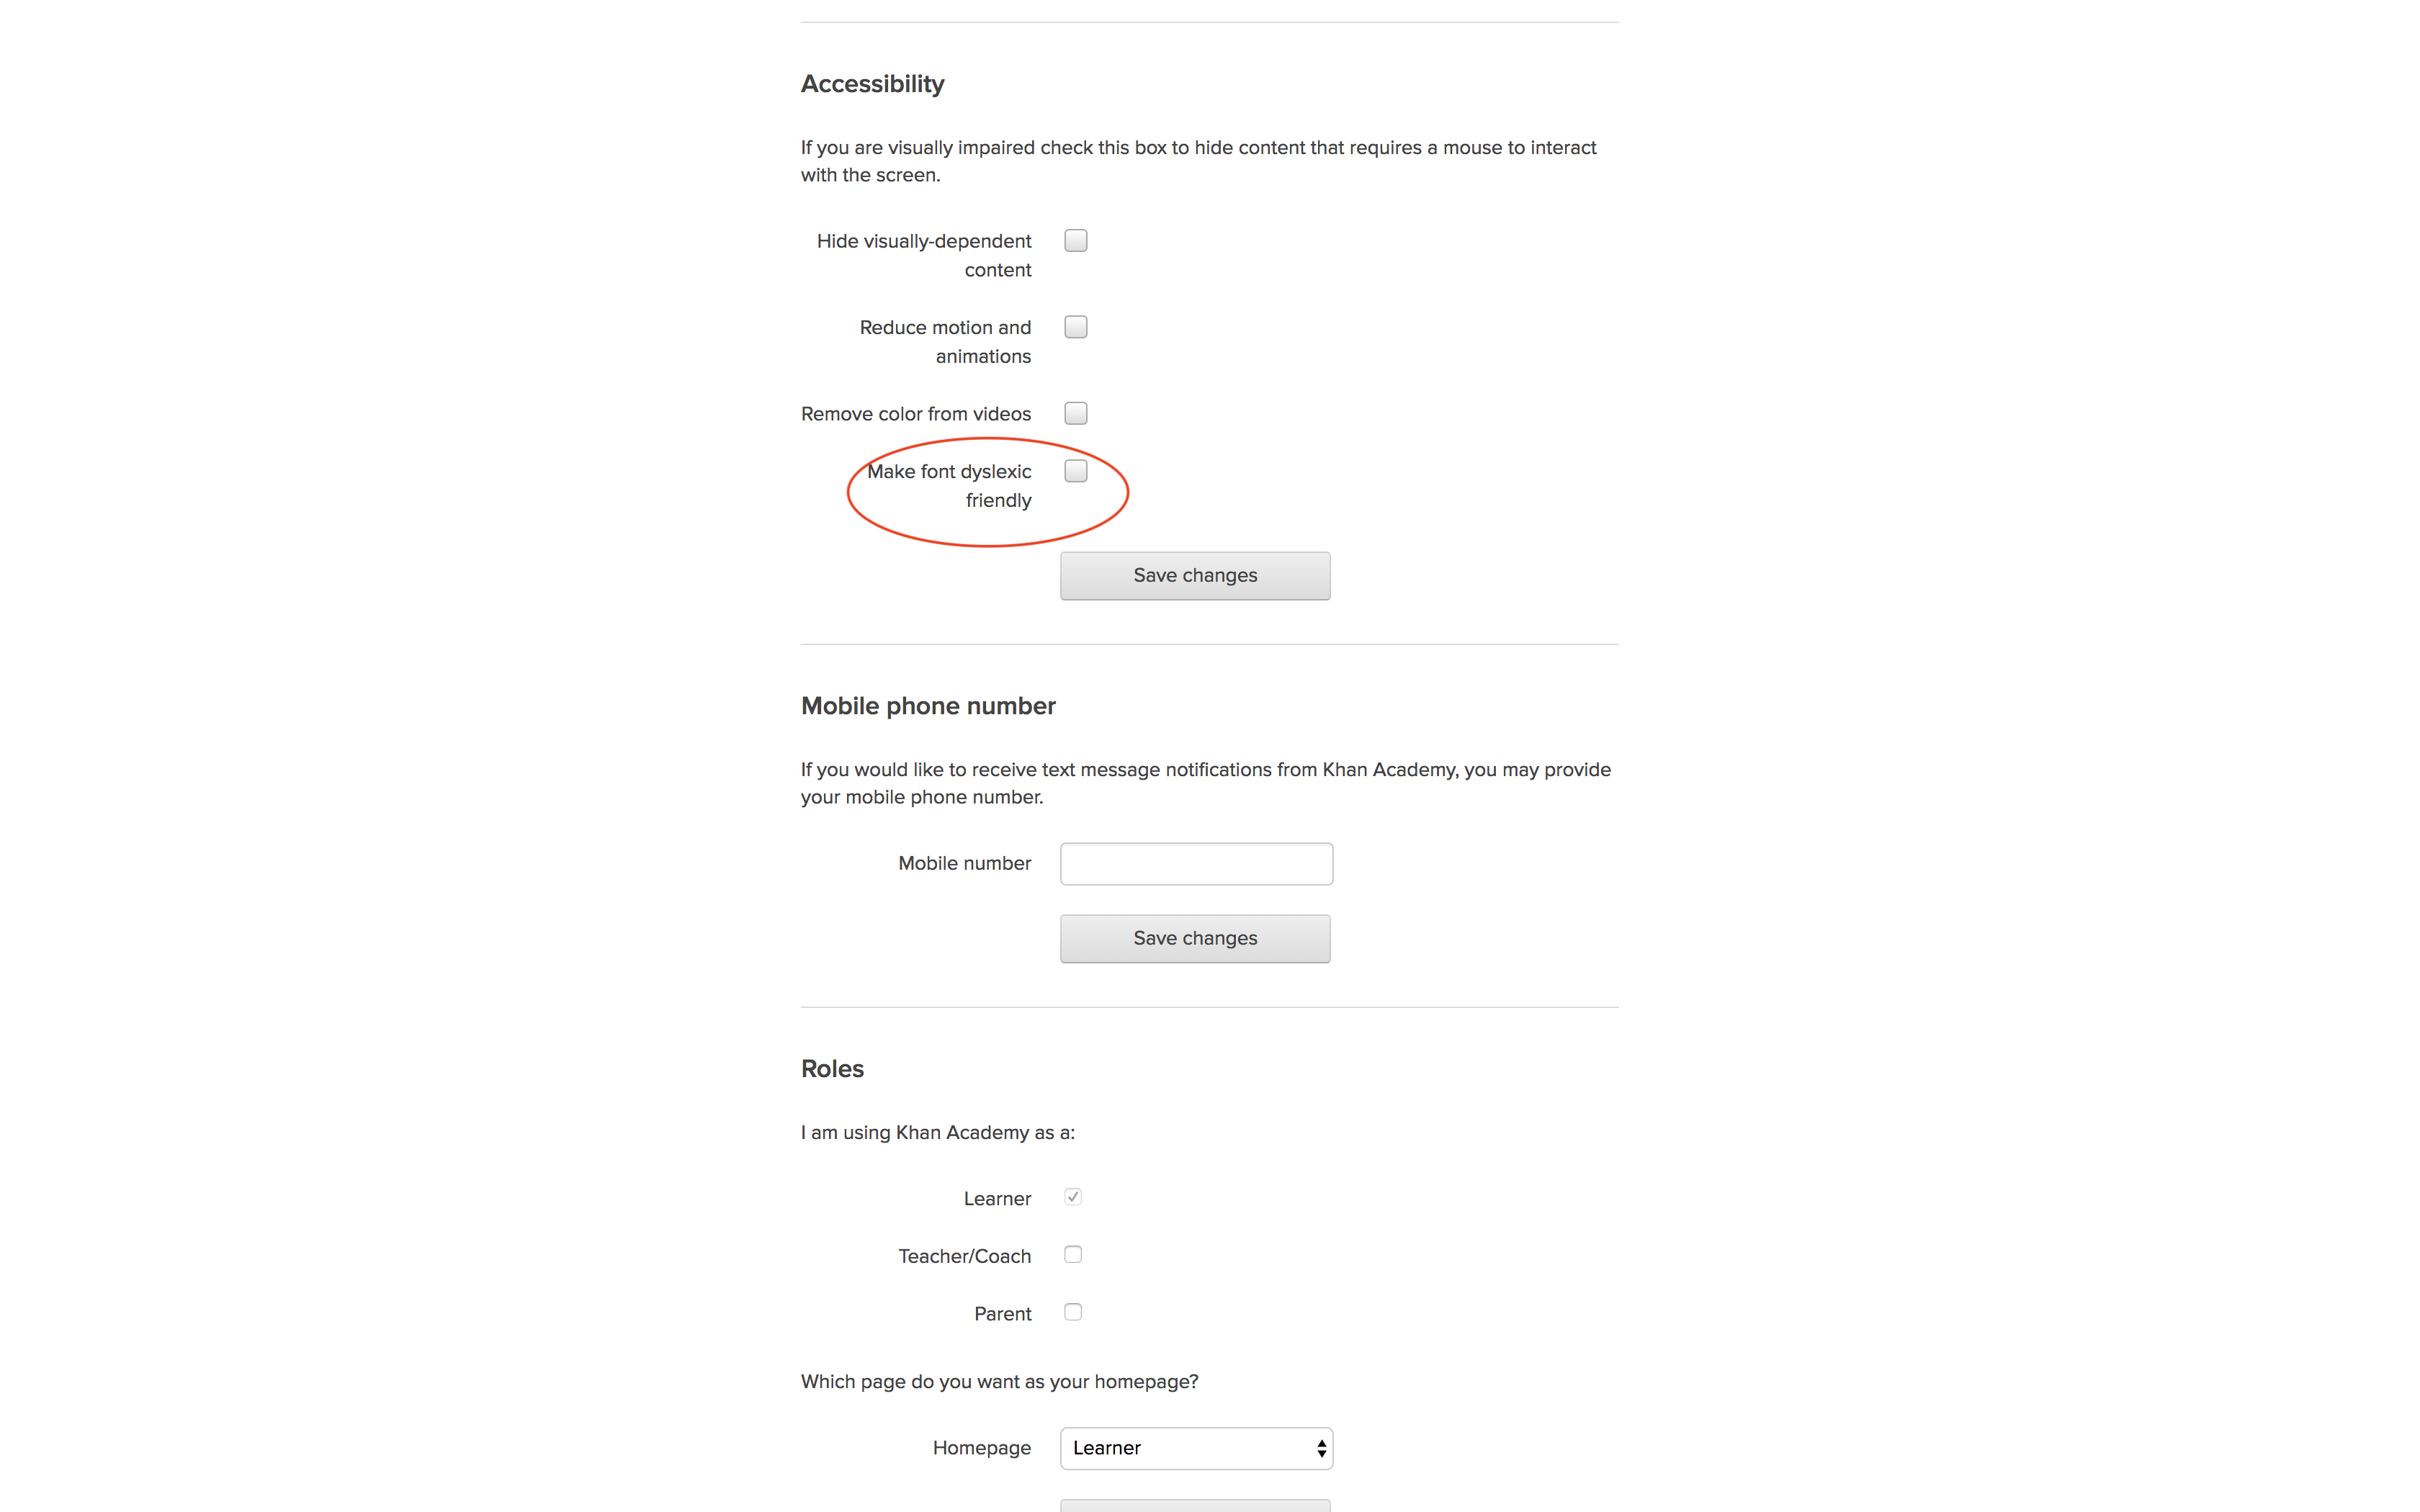 Accessibility
If you are visually impaired check this box to hide content that requires a mouse to interact
with the screen.
Hide visually-dependent
content
Reduce motion and
animations
Remove color from videos
Make font dyslexic
friendly
Save changes
Mobile phone number
If you would like to receive text message notifications from Khan Academy, you may provide
your mobile phone number.
Mobile number
Save changes
Roles
I am using Khan Academy as a:
Learner
Teacher/Coach
Parent
Which page do you want as your homepage?
Homepage Learner